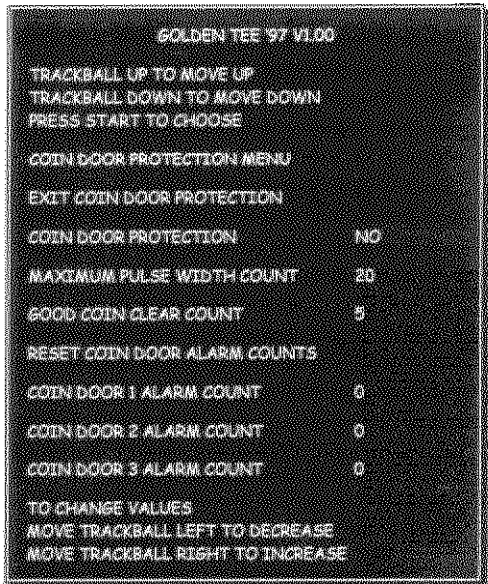 GOLDEN TEE '97 V1.00
TRACKBALL UP TO MOVE UP
TRACKBALL DOWN TO MOVE DOWN
PRESS START TO CHOOSE
COIN DOOR PROTECTION MENU
EXIT COIN DOOR PROTECTION
COIN DOOR PROTECTION NO
MAXIMUM PULSE WIDTH COUNT 20
GOOD COIN CLEAR COUNT 5
RESET COIN DOOR ALARM COUNTS
COIN DOOR 1 ALARM COUNT 0
COIN DOOR 2 ALARM COUNT 0
COIN DOOR 3 ALARM COUNT 0
TO CHANGE VALUES
MOVE TRACKBALL LEFT TO DECREASE
MOVE TRACKBALL RIGHT TO INCREASE